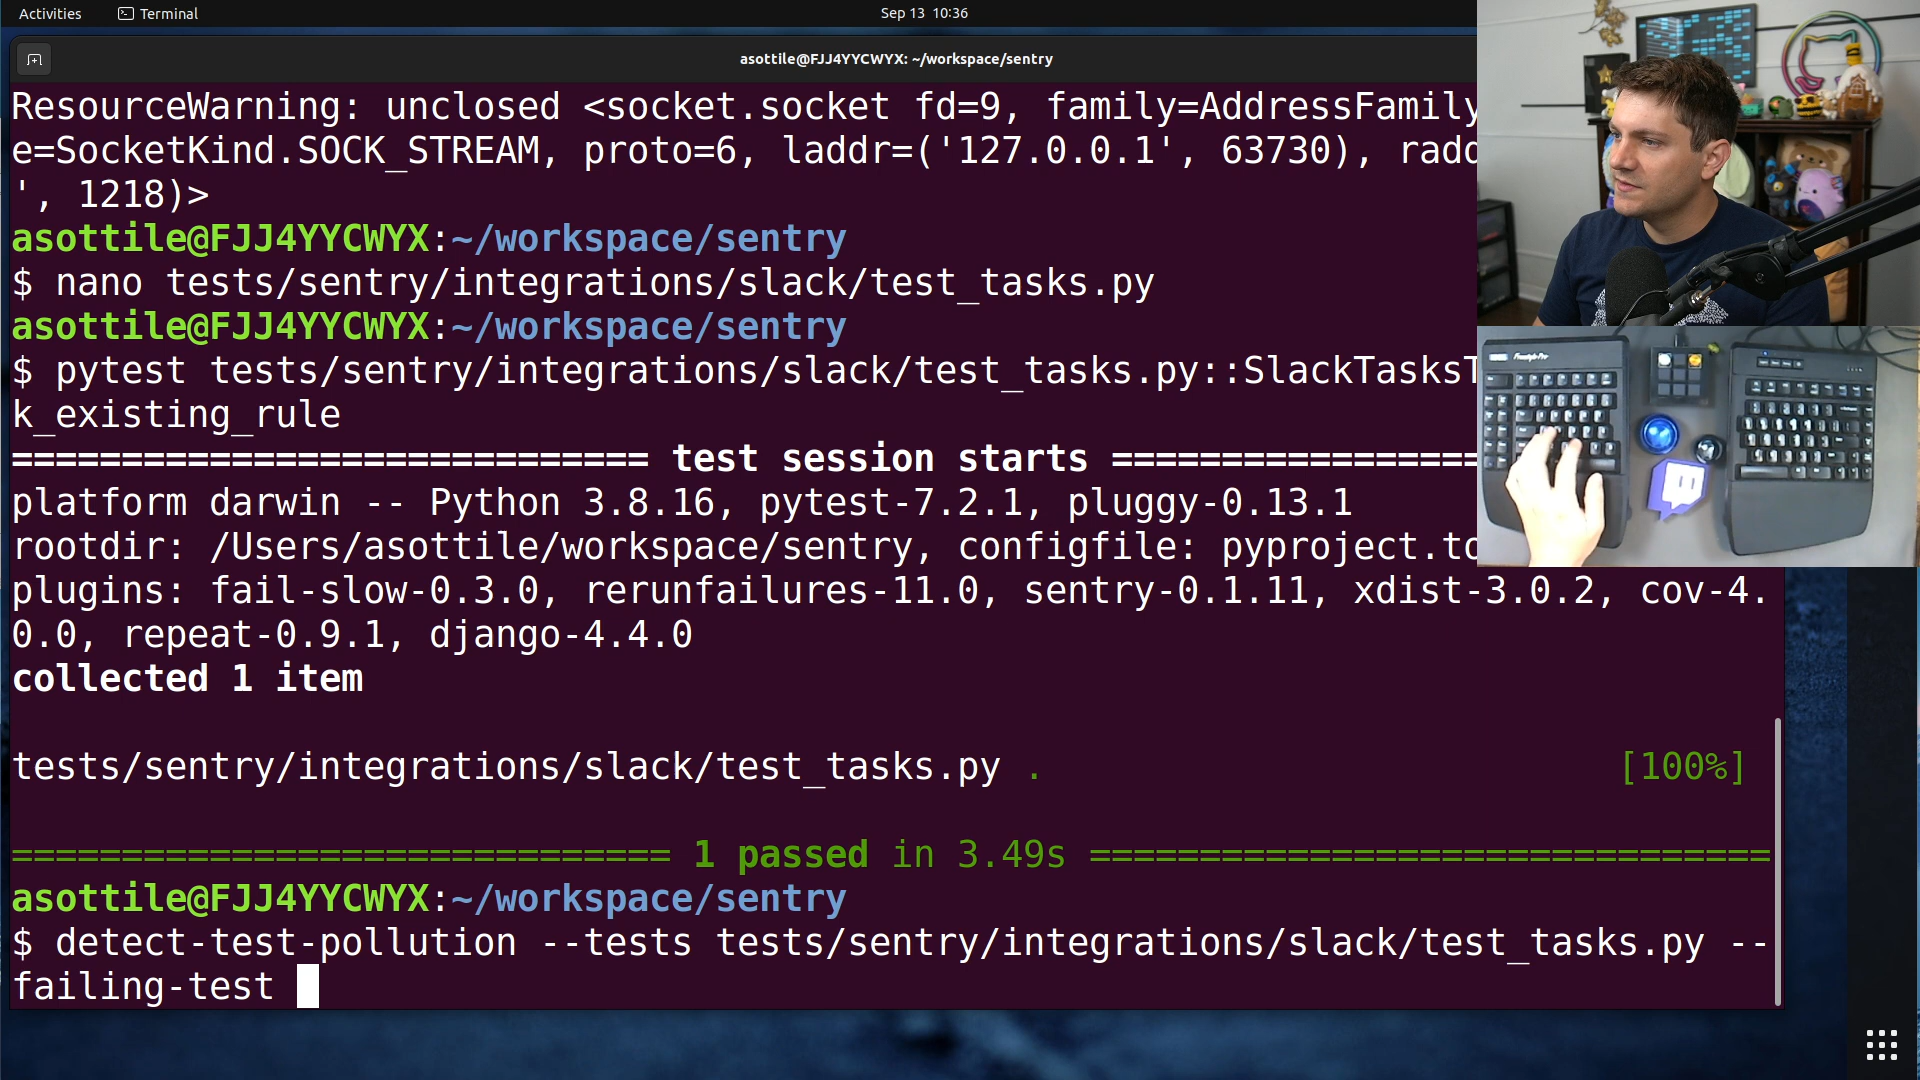 Activities Terminal Sep 13 10:36
asottile@FJJ4YYCWYX: ~/workspace/sentry
ResourceWarning: unclosed <socket.socket fd=9, family=AddressFamily
e=SocketKind.SOCK_STREAM, proto=6, laddr=('127.0.0.1', 63730), radd
', 1218)>
asottile@FJJ4YYCWYX:~/workspace/sentry
$ nano tests/sentry/integrations/slack/test_tasks.py
asottile@FJJ4YYCWYX:~/workspace/sentry
$ pytest tests/sentry/integrations/slack/test_tasks.py::SlackTasksT
k_existing_rule
============================= test session starts =================
platform darwin -- Python 3.8.16, pytest-7.2.1, pluggy-0.13.1
rootdir: /Users/asottile/workspace/sentry, configfile: pyproject.to
plugins: fail-slow-0.3.0, rerunfailures-11.0, sentry-0.1.11, xdist-3.0.2, cov-4.
0.0, repeat-0.9.1, django-4.4.0
collected 1 item
tests/sentry/integrations/slack/test_tasks.py . [100%]
============================== 1 passed in 3.49s ===============================
asottile@FJJ4YYCWYX:~/workspace/sentry
$ detect-test-pollution --tests tests/sentry/integrations/slack/test_tasks.py --
failing-test